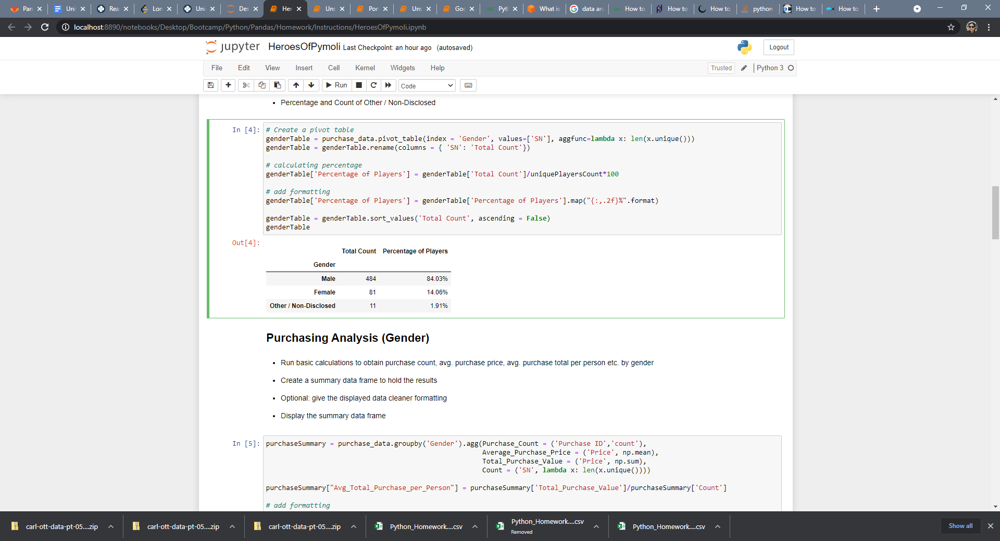 Pan
Uni
Rea
Lon
Uni
Des
Her
Uns
Por
Uns
Goo
Pyt
What is
data an
How to
How to
How to
python
How to
How to
localhost:8890/notebooks/Desktop/Bootcamp/Python/Pandas/Homework/Instructions/HeroesOfPymoli.ipynb
jupyter HeroesOfPymoli Last Checkpoint: an hour ago (autosaved)
Logout
File Edit View Insert Cell Kernel Widgets Help
Trusted Python 3
Run Code
• Percentage and Count of Other / Non-Disclosed
In [4]:
# Create a pivot table
genderTable = purchase_data.pivot_table(index = 'Gender', values=['SN'], aggfunc=lambda x: len(x.unique()))
genderTable = genderTable.rename(columns = { 'SN': 'Total Count'})
# calculating percentage
genderTable['Percentage of Players'] = genderTable['Total Count']/uniquePlayersCount*100
# add formatting
genderTable['Percentage of Players'] = genderTable['Percentage of Players'].map("{:,.2f}%".format)
genderTable = genderTable.sort_values('Total Count', ascending = False)
genderTable
Out[4]:
Total Count Percentage of Players
Gender
Male 484 84.03%
Female 81 14.06%
Other / Non-Disclosed 11 1.91%
Purchasing Analysis (Gender)
• Run basic calculations to obtain purchase count, avg. purchase price, avg. purchase total per person etc. by gender
• Create a summary data frame to hold the results
• Optional: give the displayed data cleaner formatting
• Display the summary data frame
In [5]:
purchaseSummary = purchase_data.groupby('Gender').agg(Purchase_Count = ('Purchase ID','count'),
Average_Purchase_Price = ('Price', np.mean),
Total_Purchase_Value = ('Price', np.sum),
Count = ('SN', lambda x: len(x.unique())))
purchaseSummary["Avg_Total_Purchase_per_Person"] = purchaseSummary['Total_Purchase_Value']/purchaseSummary['Count']
# add formatting
carl-ott-data-pt-05....zip
carl-ott-data-pt-05....zip
carl-ott-data-pt-05....zip
Python_Homework....csv
Python_Homework....csv
Removed
Python_Homework....csv
Show all